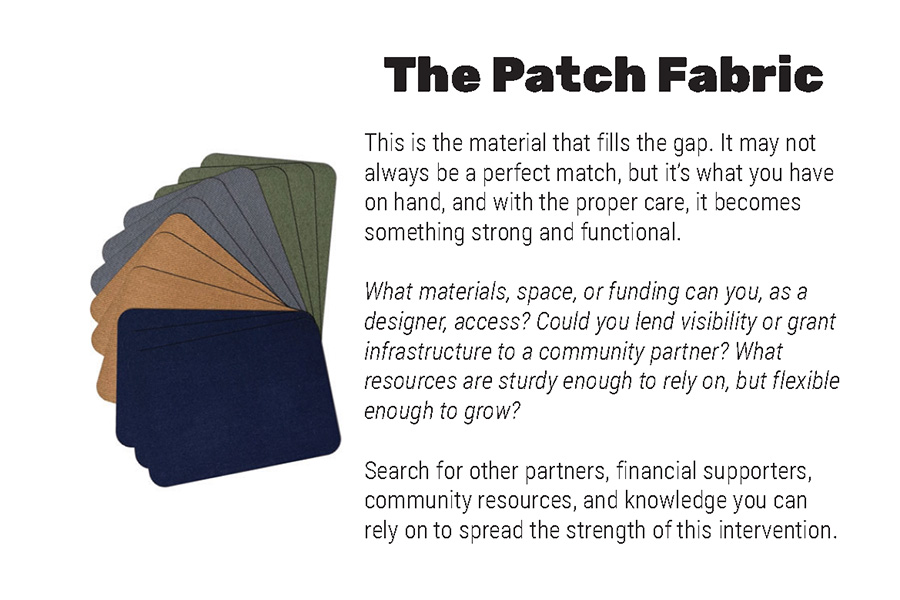 The Patch Fabric
This is the material that fills the gap. It may not
always be a perfect match, but it’s what you have
on hand, and with the proper care, it becomes
something strong and functional.
What materials, space, or funding can you, as a
designer, access? Could you lend visibility or grant
infrastructure to a community partner? What
resources are sturdy enough to rely on, but flexible
enough to grow?
Search for other partners, financial supporters,
community resources, and knowledge you can
rely on to spread the strength of this intervention.